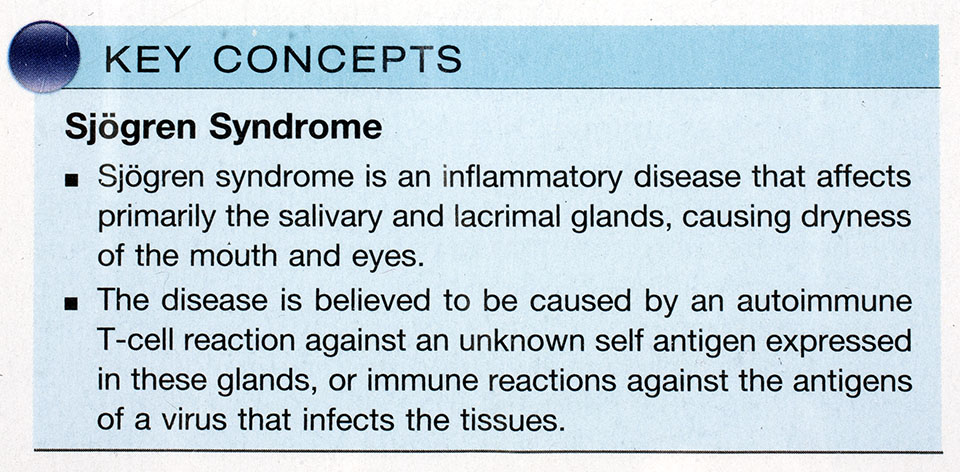 KEY CONCEPTS
Sjögren Syndrome
■ Sjögren syndrome is an inflammatory disease that affects
primarily the salivary and lacrimal glands, causing dryness
of the mouth and eyes.
■ The disease is believed to be caused by an autoimmune
T-cell reaction against an unknown self antigen expressed
in these glands, or immune reactions against the antigens
of a virus that infects the tissues.